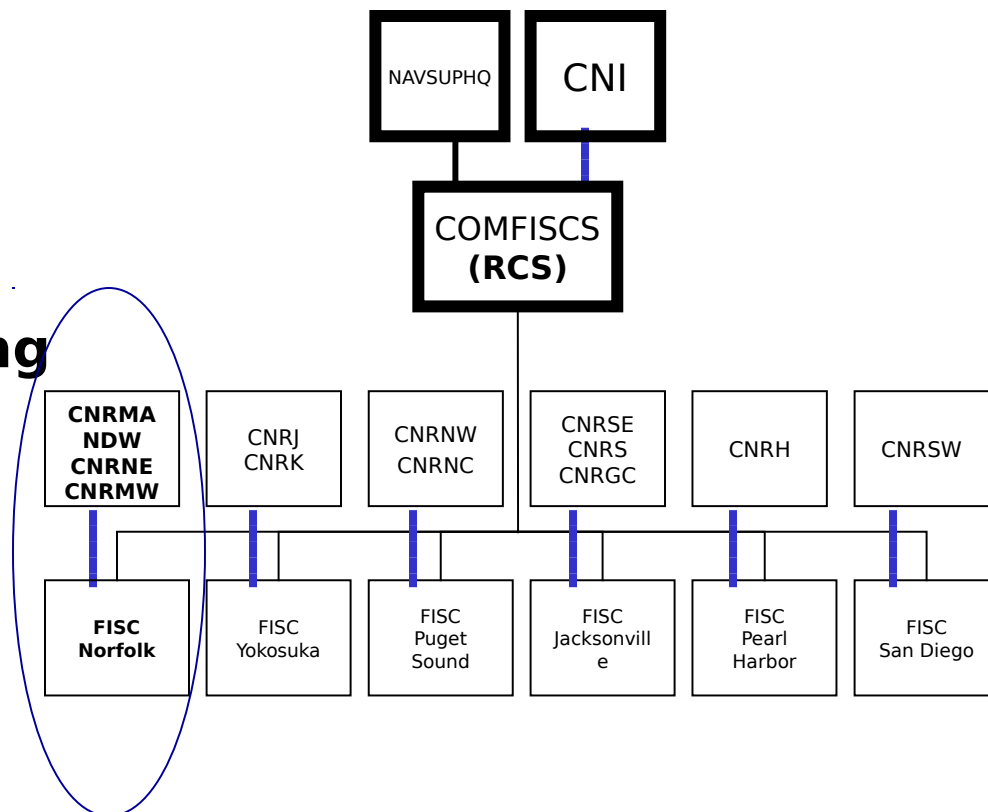 NAVSUPHQ
CNI
COMFISCS
(RCS)
ng
CNRMA
NDW
CNRNE
CNRMW
CNRJ
CNRK
CNRNW
CNRNC
CNRSE
CNRS
CNRGC
CNRH
CNRSW
FISC
Norfolk
FISC
Yokosuka
FISC
Puget
Sound
FISC
Jacksonvill
e
FISC
Pearl
Harbor
FISC
San Diego